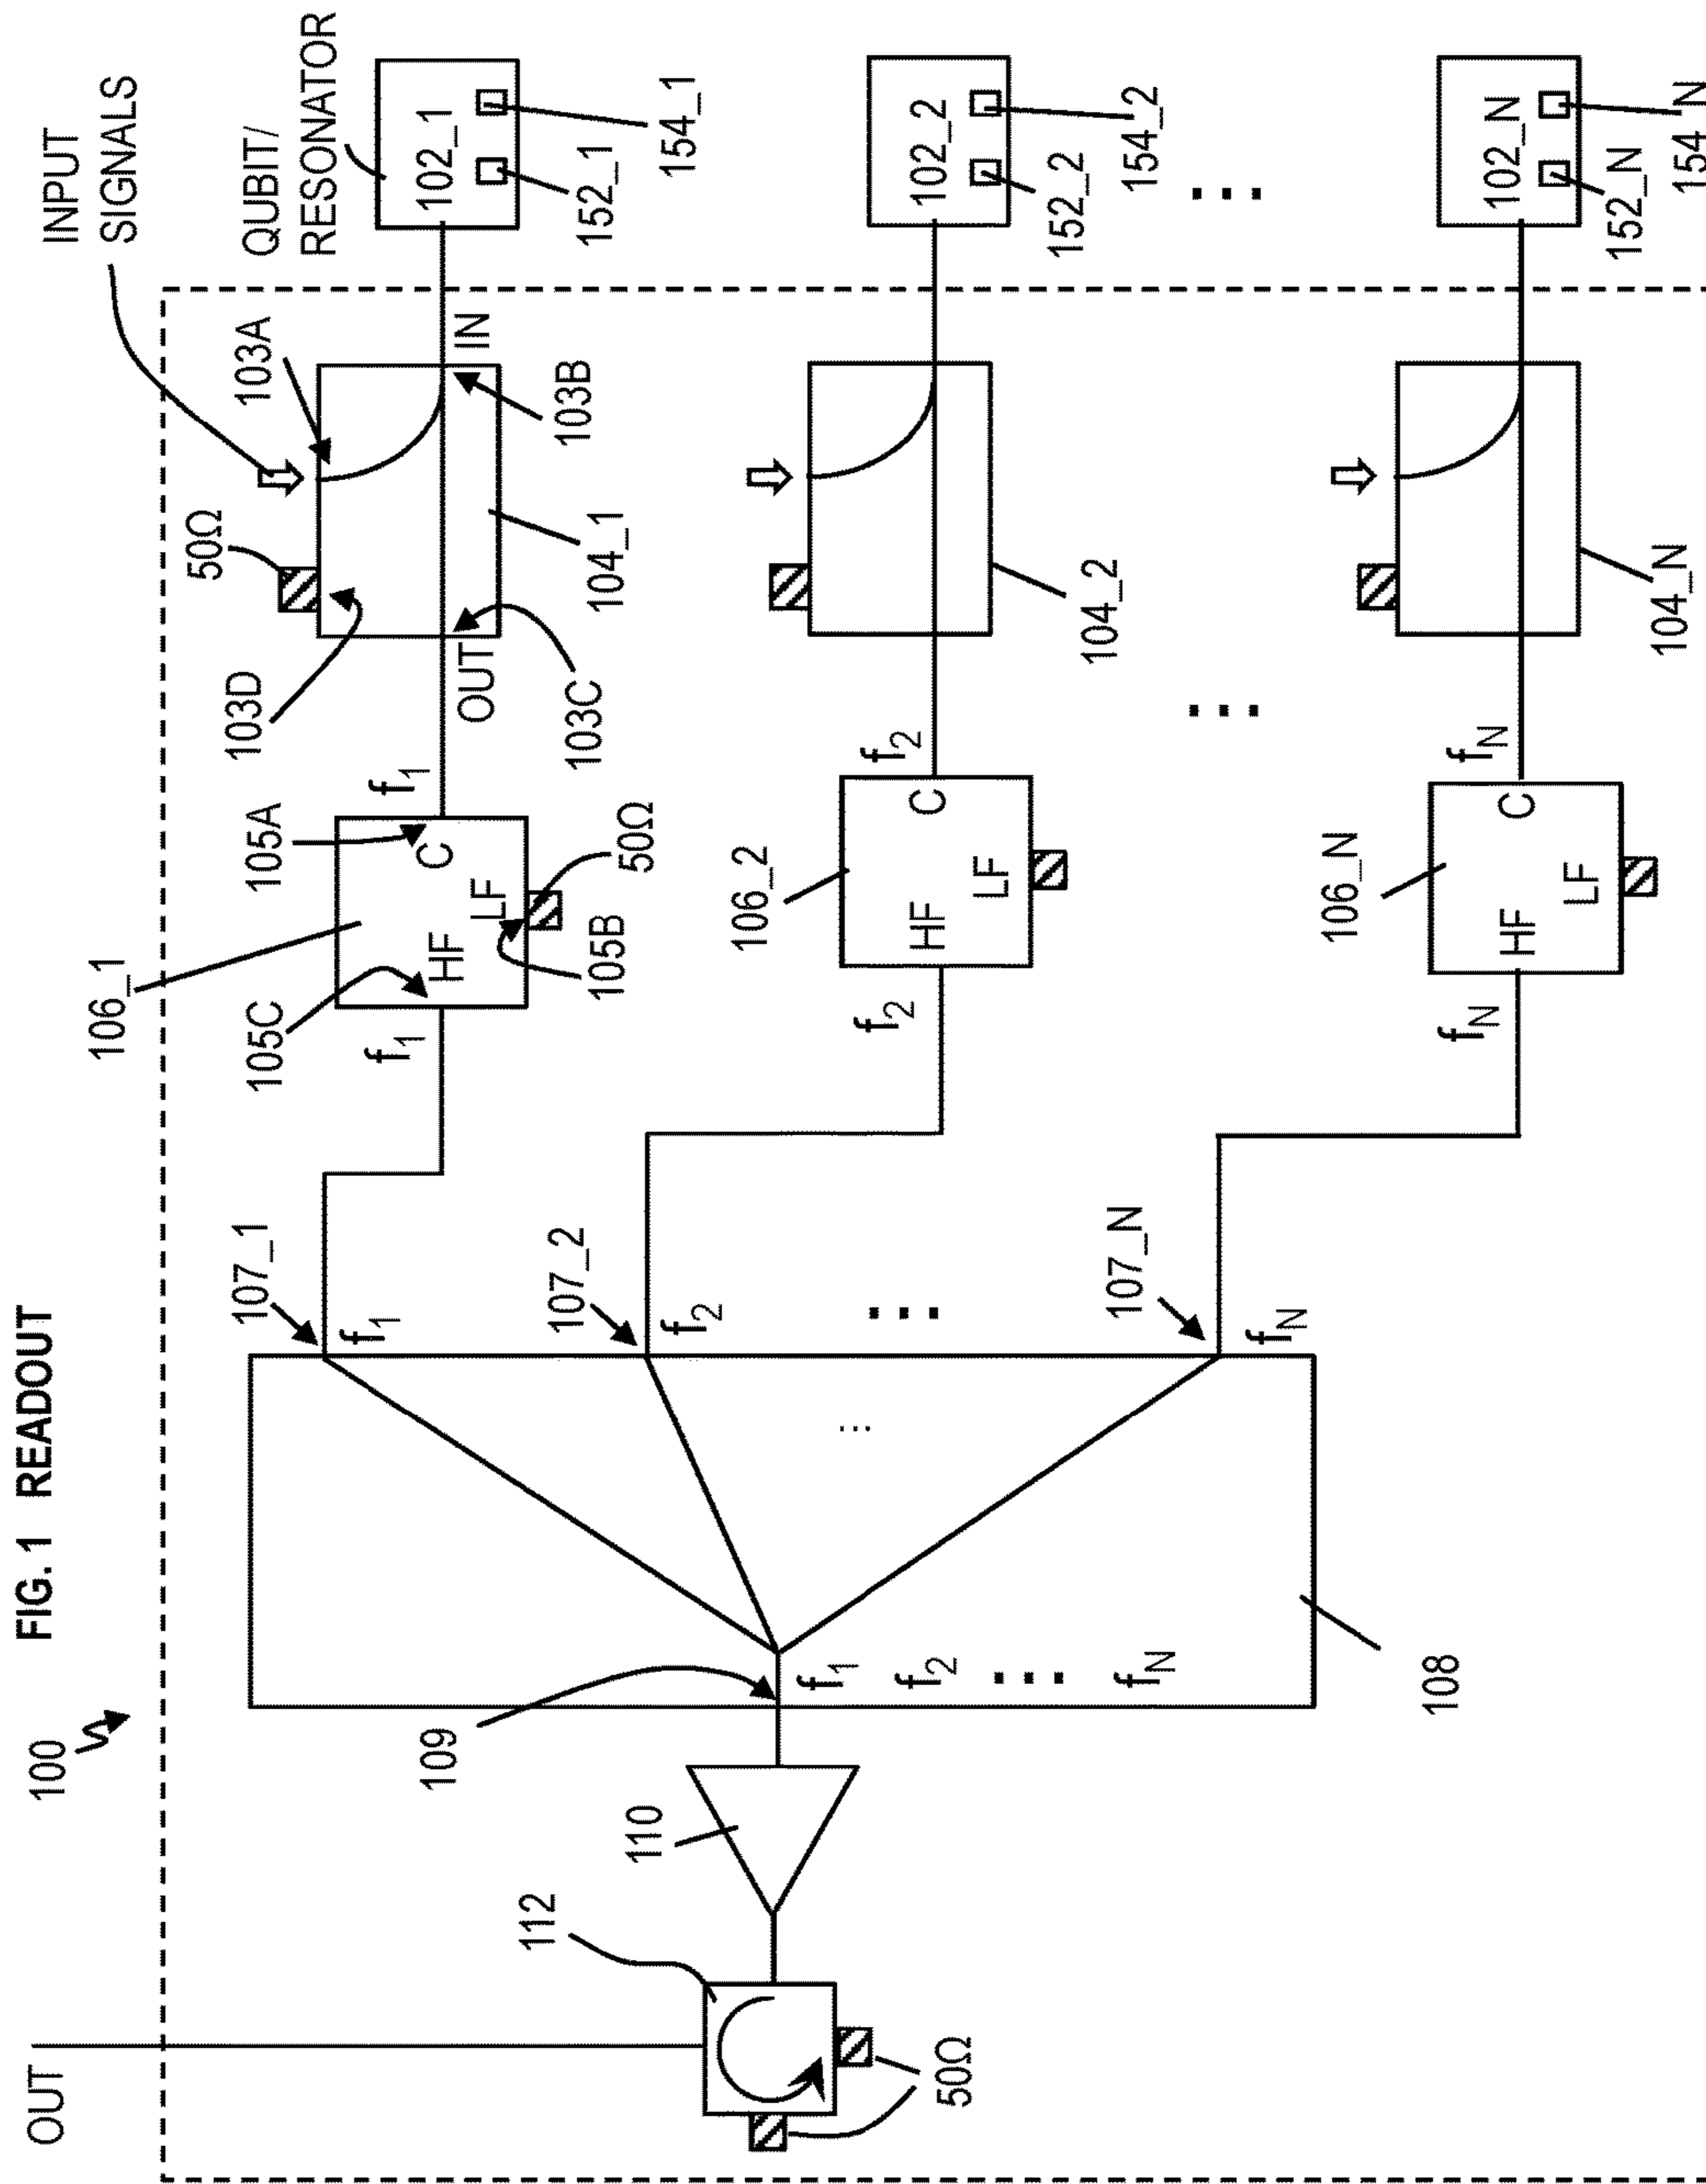 FIG. 1 READOUT
100
INPUT
SIGNALS
QUBIT/
RESONATOR
102_1
152_1
154_1
50Ω
103A
103D
IN
103B
OUT
103C
104_1
106_1
105C
105A
f1
f1
HF
C
LF
105B
50Ω
107_1
f1
102_2
152_2
154_2
104_2
f2
106_2
HF
C
LF
f2
107_2
f2
...
...
...
...
102_N
152_N
154_N
104_N
fN
106_N
HF
C
LF
fN
107_N
fN
109
f1
f2
...
fN
108
110
112
50Ω
OUT